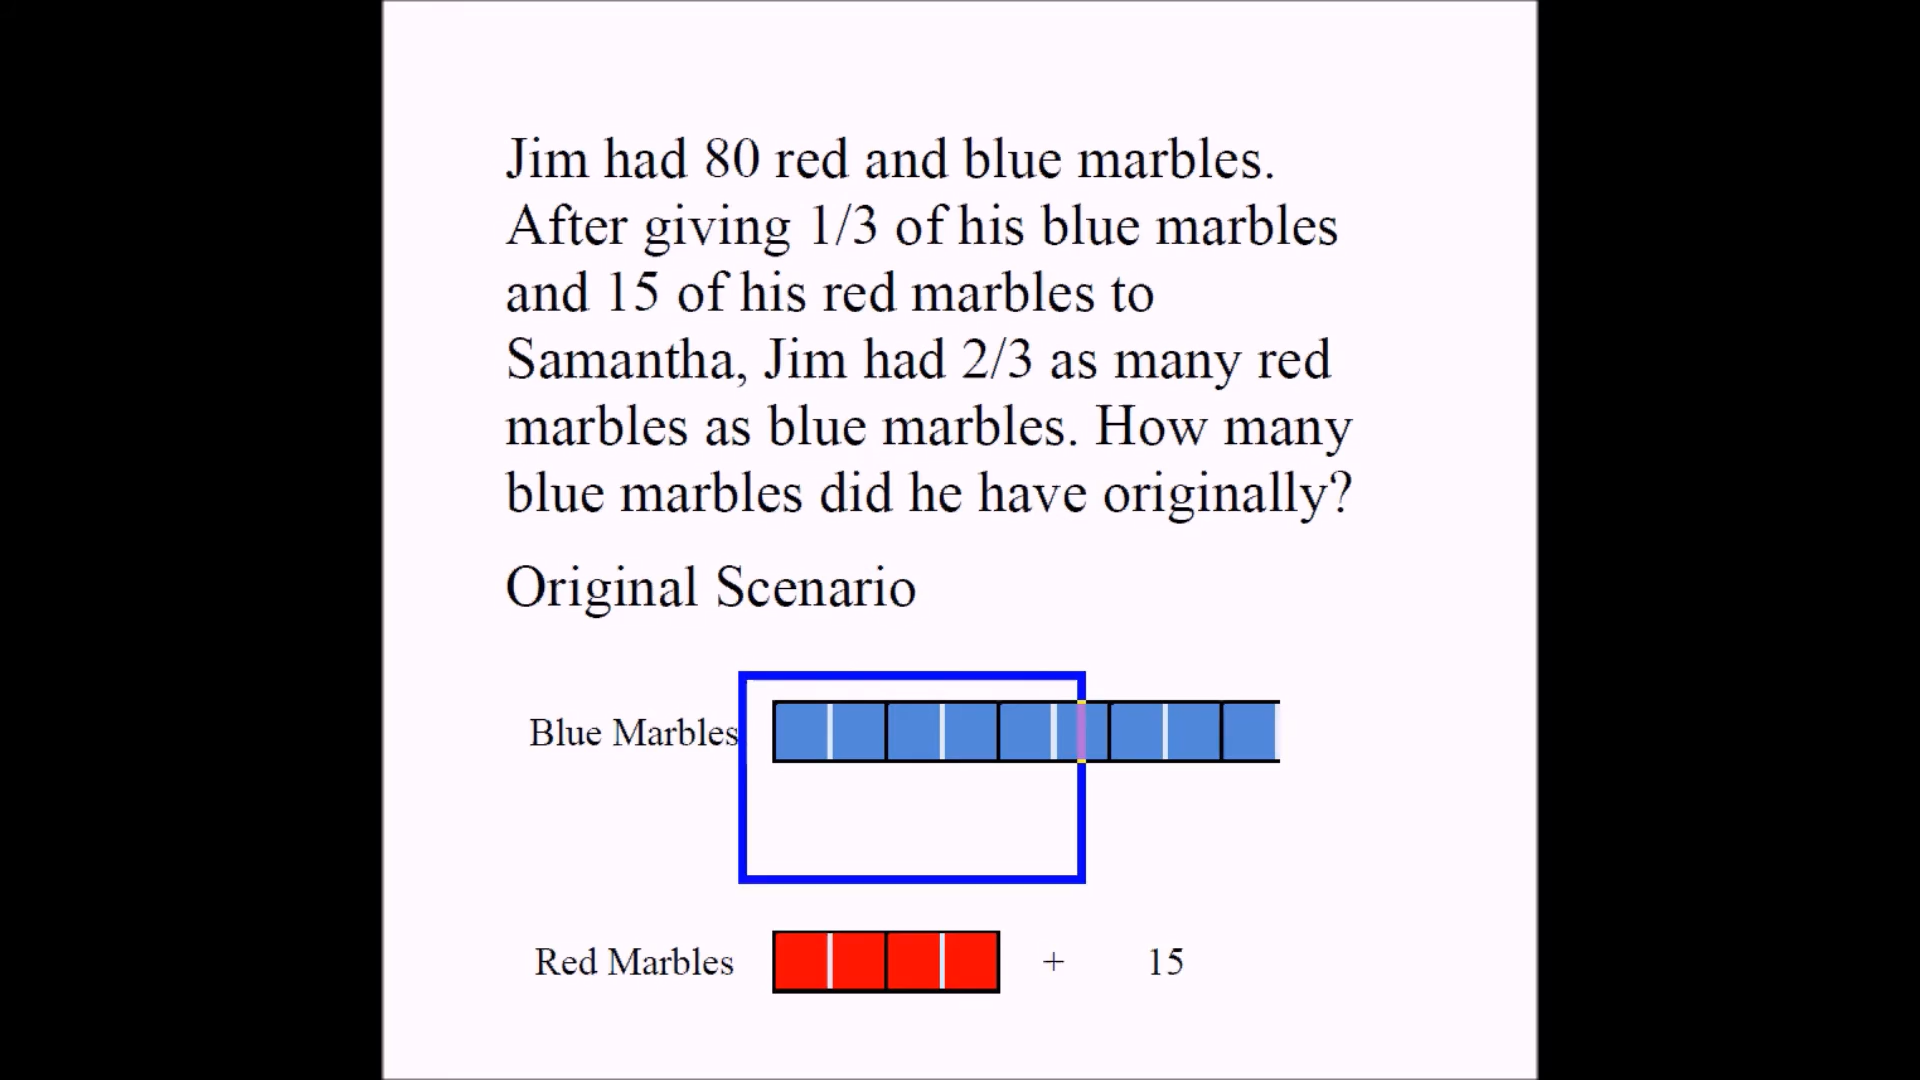 Jim had 80 red and blue marbles.
After giving 1/3 of his blue marbles
and 15 of his red marbles to
Samantha, Jim had 2/3 as many red
marbles as blue marbles. How many
blue marbles did he have originally?
Original Scenario
Blue Marbles
Red Marbles + 15